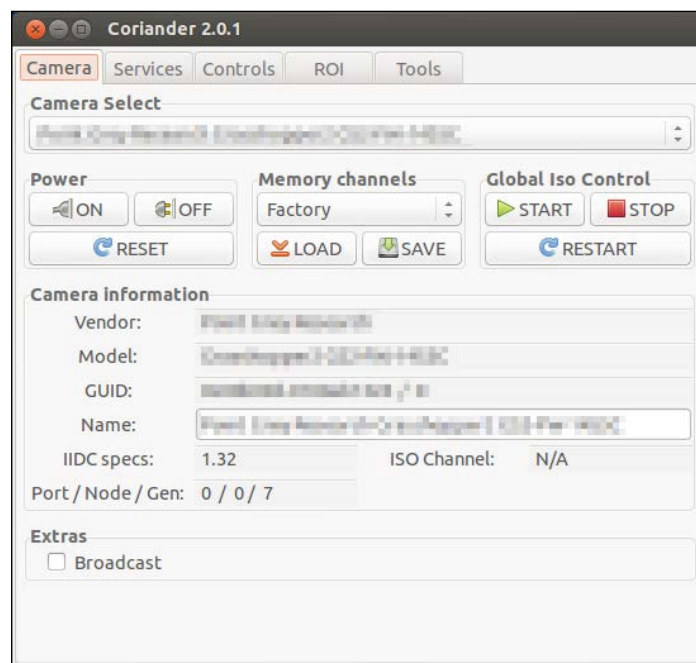 Coriander 2.0.1
Camera Services Controls ROI Tools
Camera Select
Power Memory channels Global Iso Control
ON OFF Factory START STOP
RESET LOAD SAVE RESTART
Camera information
Vendor:
Model:
GUID:
Name:
IIDC specs: 1.32 ISO Channel: N/A
Port / Node / Gen: 0 / 0 / 7
Extras
Broadcast